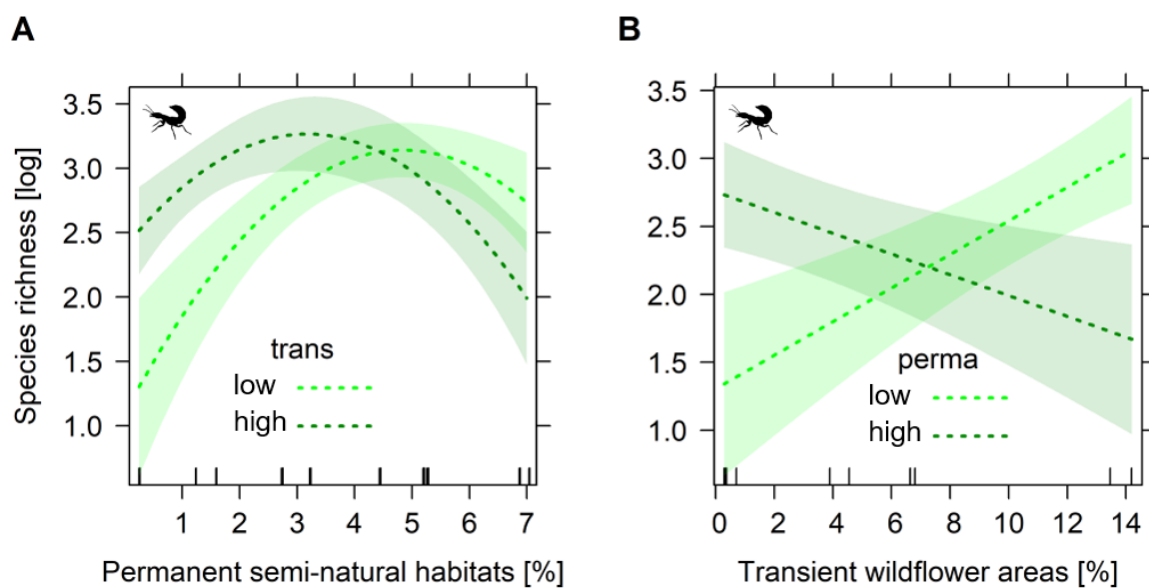 A
B
Species richness [log]
3.5
3.0
2.5
2.0
1.5
1.0
trans
low
high
1 2 3 4 5 6 7
Permanent semi-natural habitats [%]
3.5
3.0
2.5
2.0
1.5
1.0
perma
low
high
0 2 4 6 8 10 12 14
Transient wildflower areas [%]